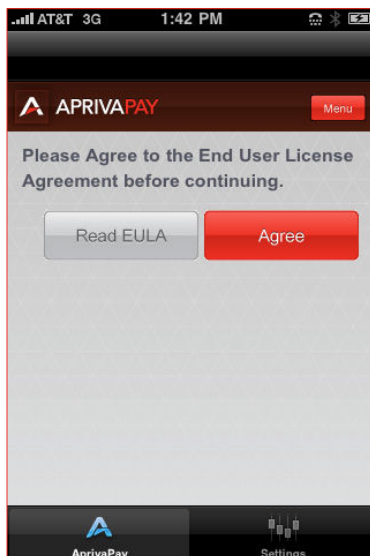 AT&T 3G 1:42 PM
APRIVAPAY Menu
Please Agree to the End User License
Agreement before continuing.
Read EULA Agree
AprivaPay Settings